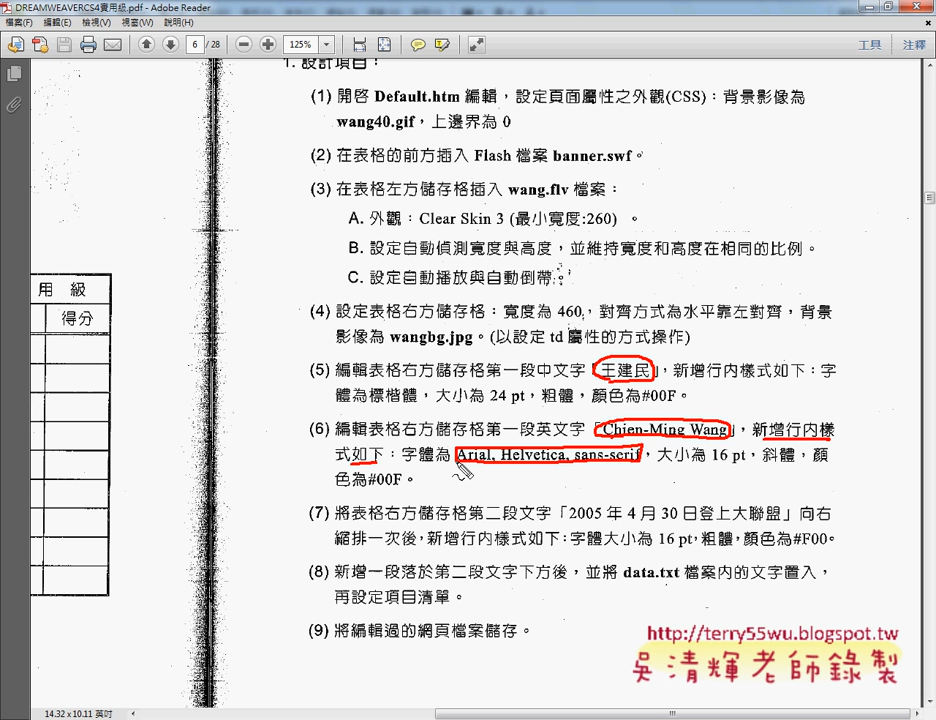 DREAMWEAVERCS4實用級.pdf - Adobe Reader
檔案(F) 編輯(E) 檢視(V) 視窗(W) 說明(H)
6 / 28 125% 工具 註釋
1. 設計項目：
(1) 開啓 Default.htm 編輯，設定頁面屬性之外觀(CSS)：背景影像為
wang40.gif，上邊界為 0
(2) 在表格的前方插入 Flash 檔案 banner.swf。
(3) 在表格左方儲存格插入 wang.flv 檔案：
A. 外觀：Clear Skin 3 (最小寬度:260) 。
B. 設定自動偵測寬度與高度，並維持寬度和高度在相同的比例。
C. 設定自動播放與自動倒帶。
用 級
得分
(4) 設定表格右方儲存格：寬度為 460，對齊方式為水平靠左對齊，背景
影像為 wangbg.jpg。(以設定 td 屬性的方式操作)
(5) 編輯表格右方儲存格第一段中文字「王建民」，新增行內樣式如下：字
體為標楷體，大小為 24 pt，粗體，顏色為#00F。
(6) 編輯表格右方儲存格第一段英文字「Chien-Ming Wang」，新增行內樣
式如下：字體為 Arial, Helvetica, sans-serif，大小為 16 pt，斜體，顏
色為#00F。
(7) 將表格右方儲存格第二段文字「2005 年 4 月 30 日登上大聯盟」向右
縮排一次後，新增行內樣式如下：字體大小為 16 pt，粗體，顏色為#F00。
(8) 新增一段落於第二段文字下方後，並將 data.txt 檔案內的文字置入，
再設定項目清單。
(9) 將編輯過的網頁檔案儲存。
http://terry55wu.blogspot.tw
吳清輝老師錄製
14.32 x 10.11 英吋